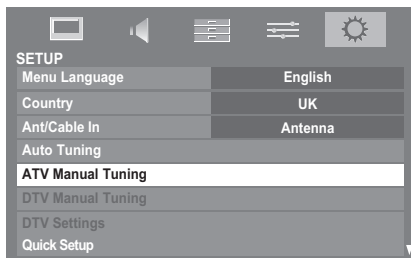 SETUP
Menu Language English
Country UK
Ant/Cable In Antenna
Auto Tuning
ATV Manual Tuning
DTV Manual Tuning
DTV Settings
Quick Setup